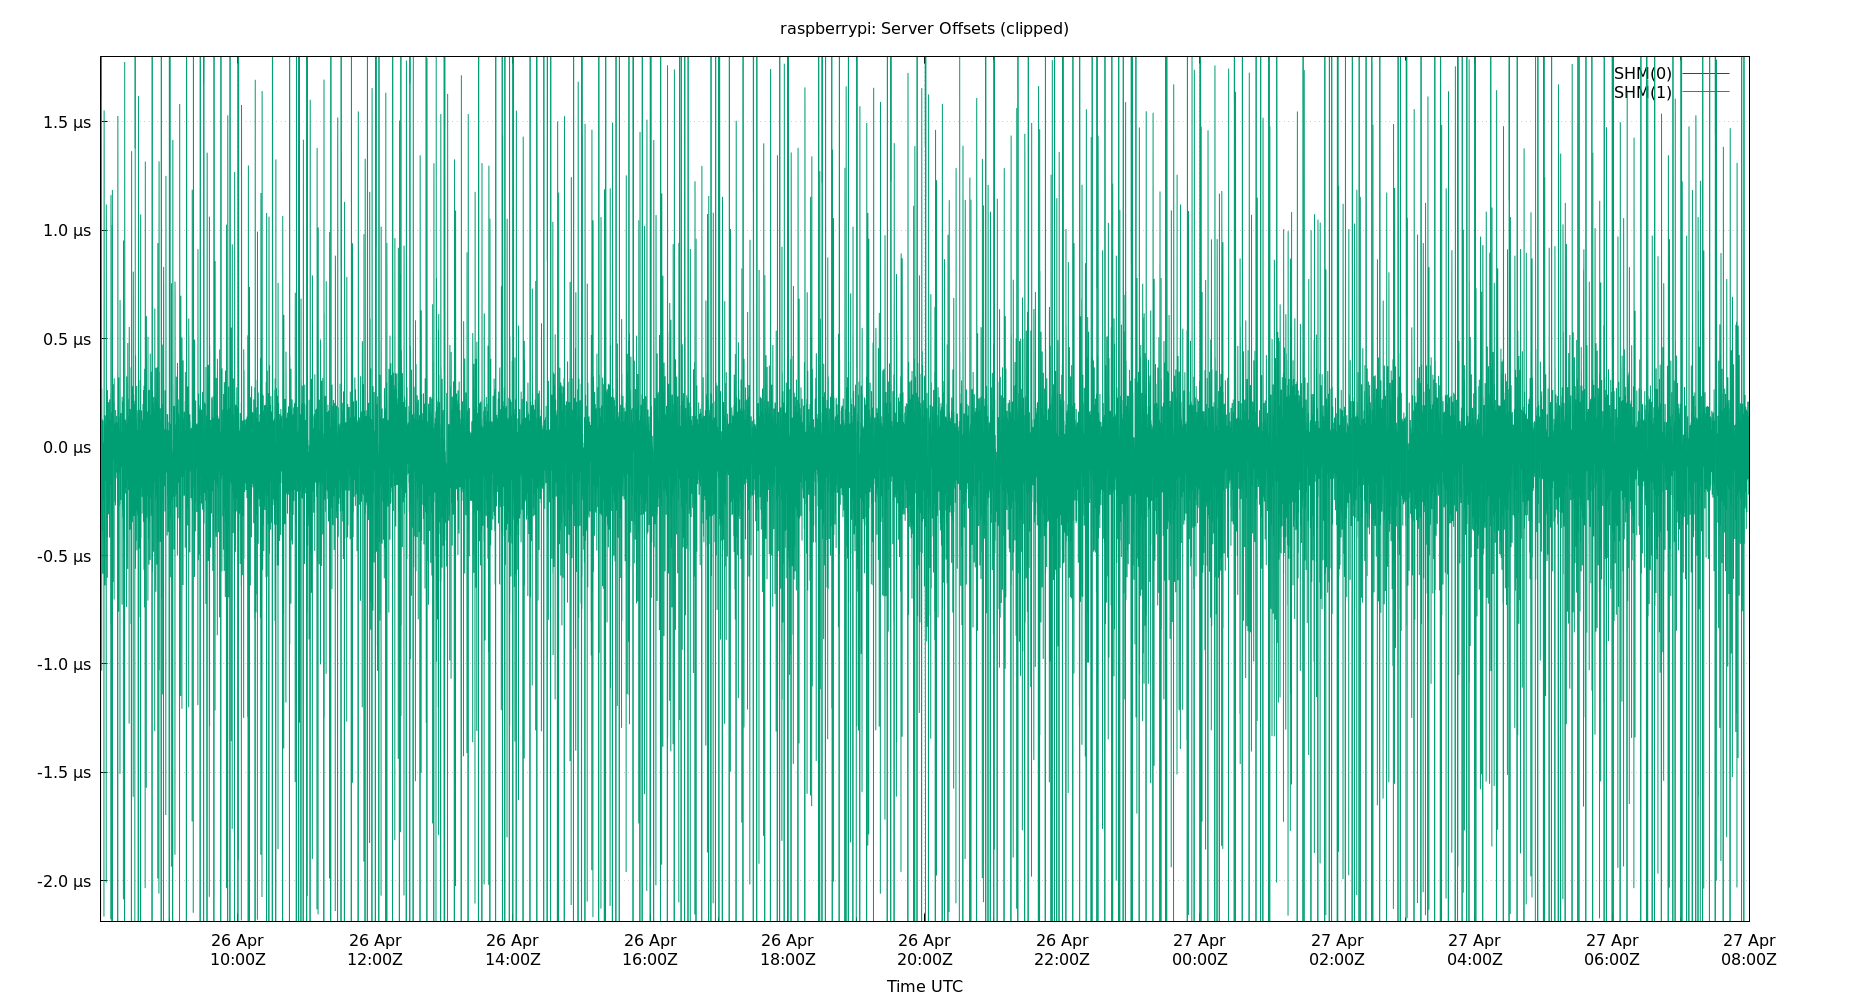 raspberrypi: Server Offsets (clipped)
SHM(0)
SHM(1)
1.5 µs
1.0 µs
0.5 µs
0.0 µs
-0.5 µs
-1.0 µs
-1.5 µs
-2.0 µs
26 Apr 26 Apr 26 Apr 26 Apr 26 Apr 26 Apr 26 Apr 27 Apr 27 Apr 27 Apr 27 Apr 27 Apr
10:00Z 12:00Z 14:00Z 16:00Z 18:00Z 20:00Z 22:00Z 00:00Z 02:00Z 04:00Z 06:00Z 08:00Z
Time UTC